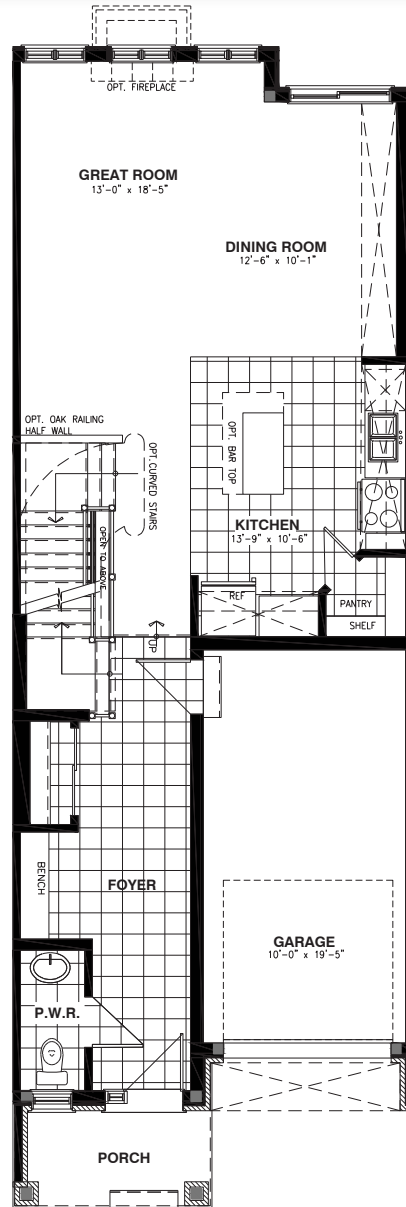 OPT. FIREPLACE
GREAT ROOM
13'-0" x 18'-5"
DINING ROOM
12'-6" x 10'-1"
OPT. OAK RAILING
HALF WALL
OPT.CURVED STAIRS
OPT. BAR TOP
KITCHEN
13'-9" x 10'-6"
OPEN TO ABOVE
REF
PANTRY
SHELF
UP
BENCH
FOYER
GARAGE
10'-0" x 19'-5"
P.W.R.
PORCH